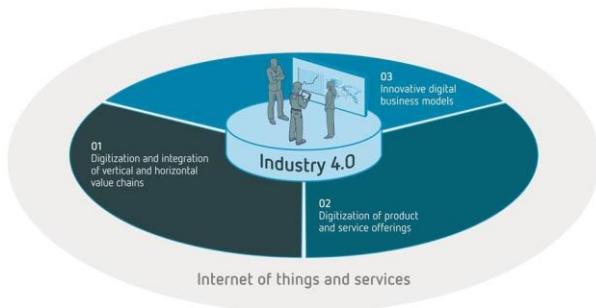 03
Innovative digital
business models
01
Digitization and integration
of vertical and horizontal
value chains
Industry 4.0
02
Digitization of product
and service offerings
Internet of things and services